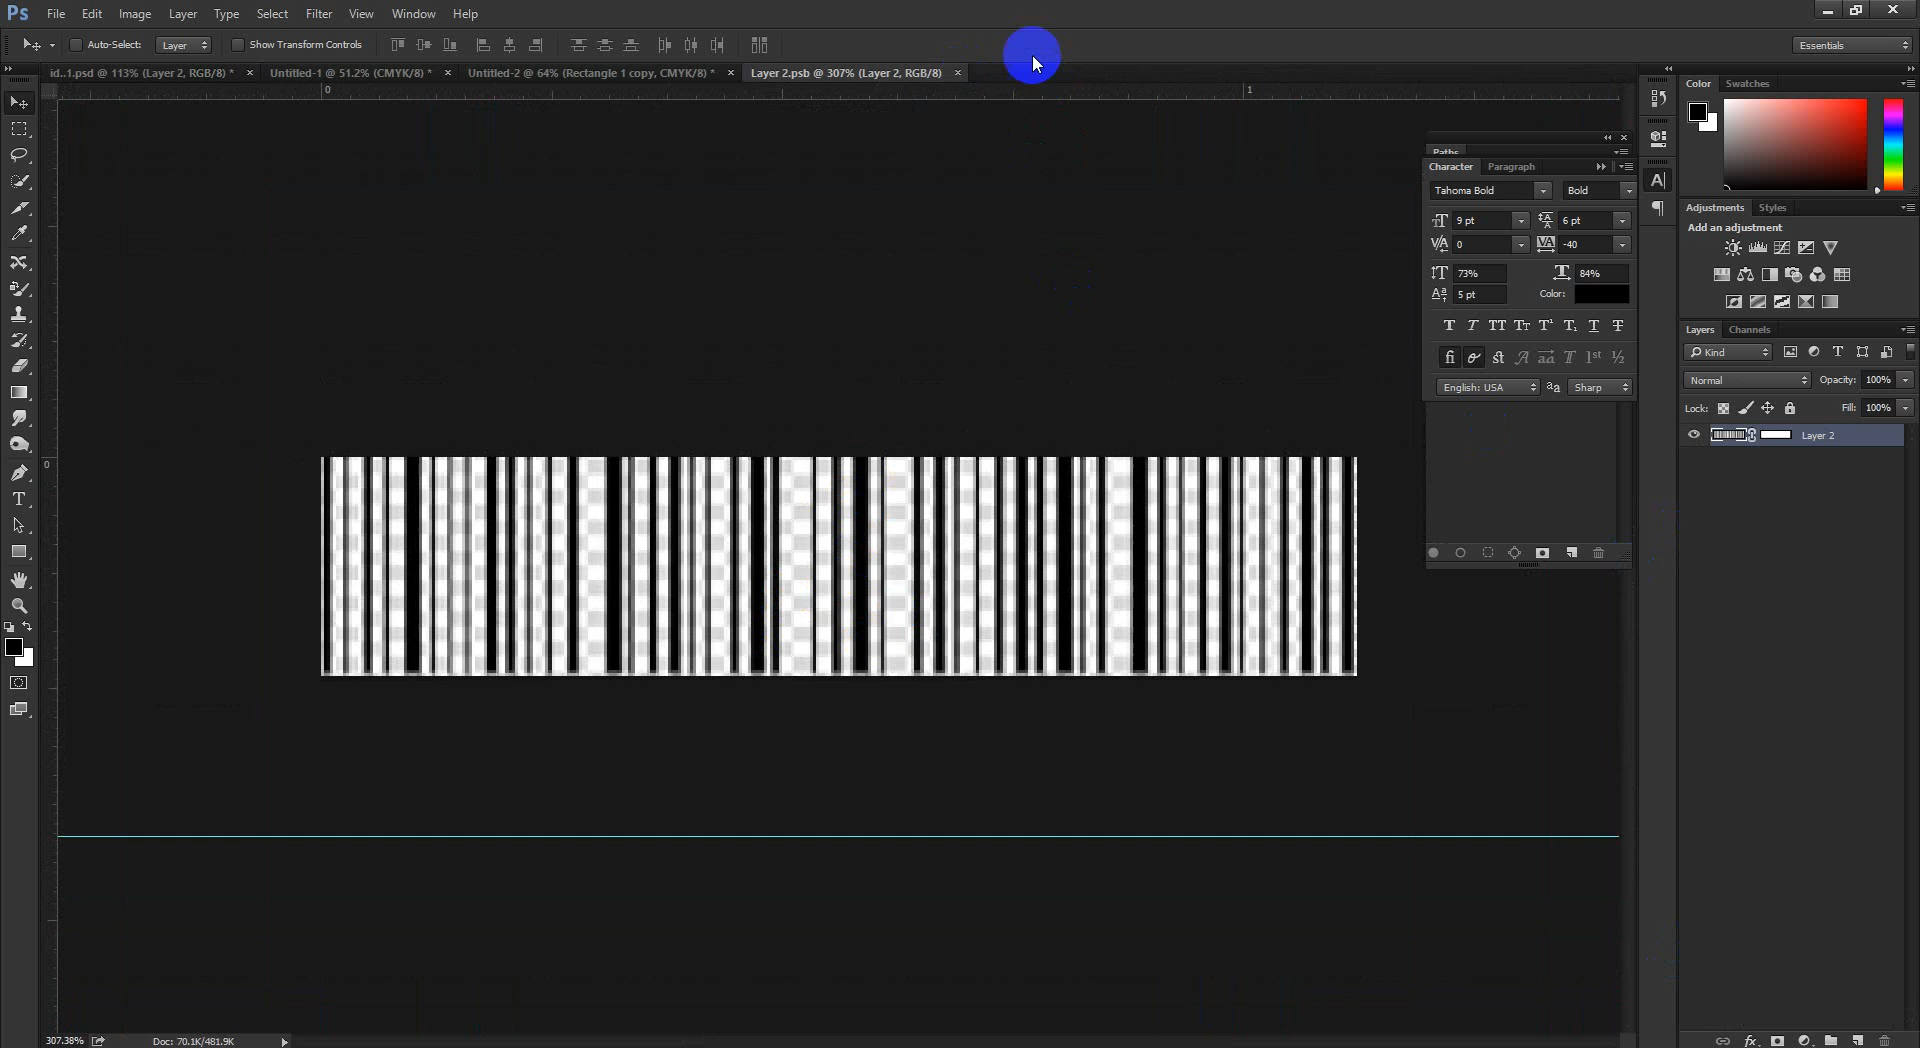 Ps File Edit Image Layer Type Select Filter View Window Help
Auto-Select: Layer Show Transform Controls Essentials
id..1.psd @ 113% (Layer 2, RGB/8) * × Untitled-1 @ 51.2% (CMYK/8) * × Untitled-2 @ 64% (Rectangle 1 copy, CMYK/8) * × Layer 2.psb @ 307% (Layer 2, RGB/8) ×
0 1
0
Paths
Character Paragraph
Tahoma Bold Bold
9 pt 6 pt
0 -40
73% 84%
5 pt Color:
English: USA Sharp
Color Swatches
Adjustments Styles
Add an adjustment
Layers Channels
Kind
Normal Opacity: 100%
Lock: Fill: 100%
Layer 2
307.38% Doc: 70.1K/481.9K